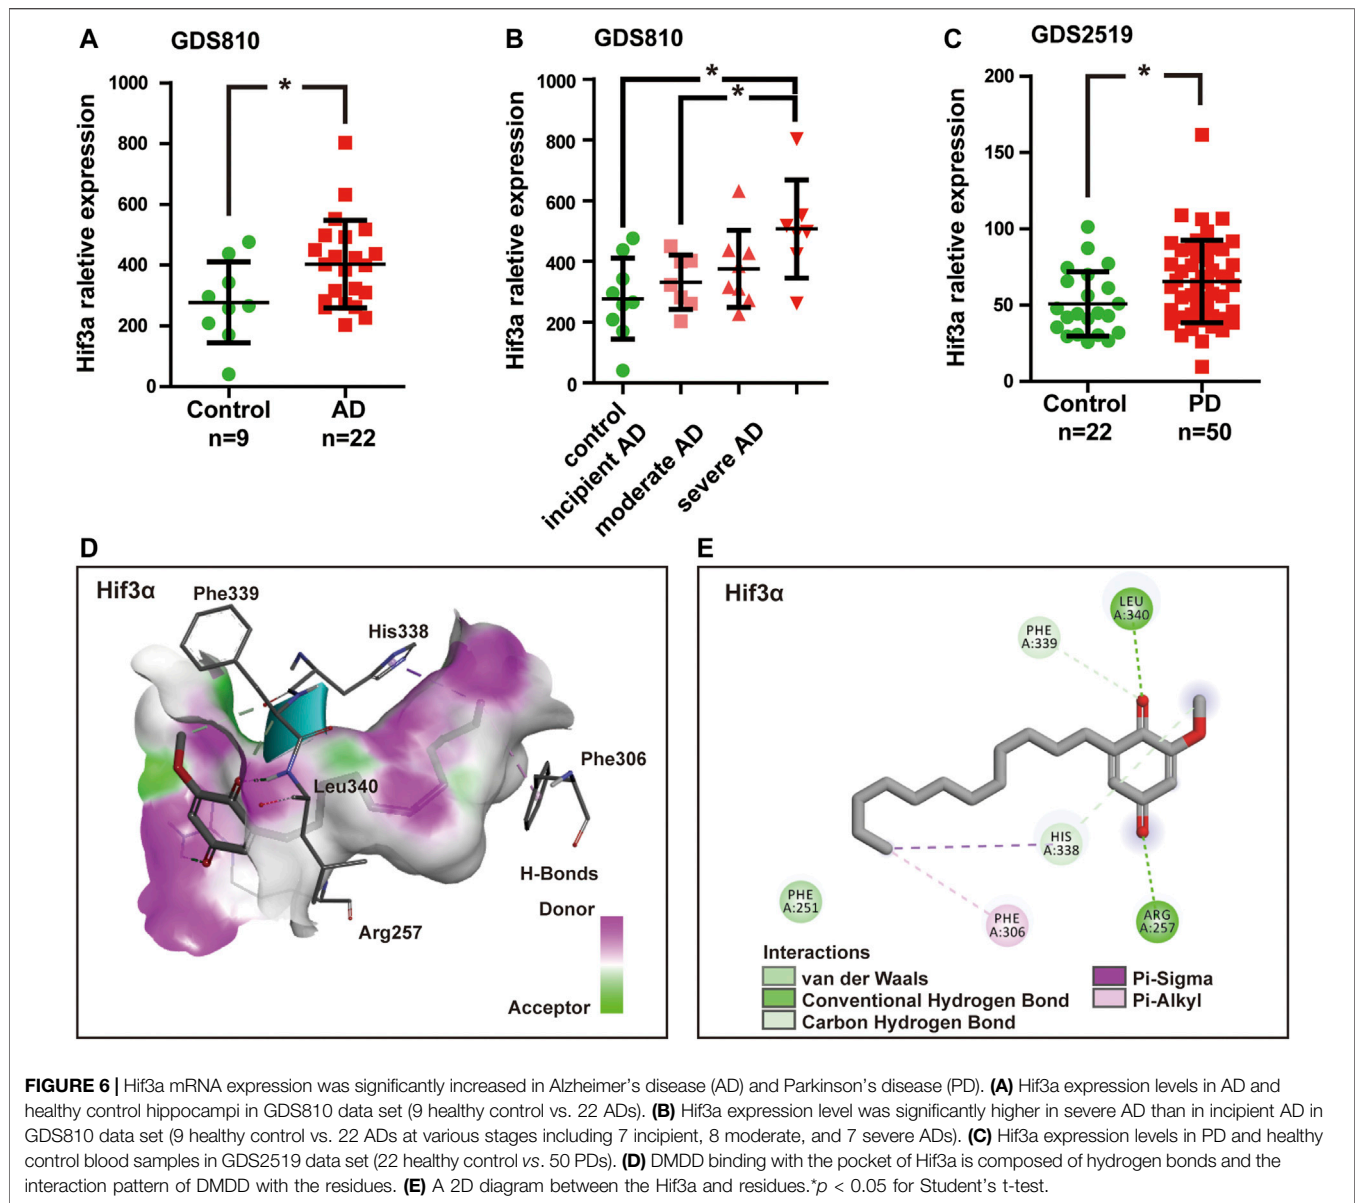 A
GDS810
Hif3a raletive expression
1000
800
600
400
200
0
*
Control
n=9
AD
n=22
B
GDS810
Hif3a raletive expression
1000
800
600
400
200
0
*
*
control
incipient AD
moderate AD
severe AD
C
GDS2519
Hif3a raletive expression
200
150
100
50
0
*
Control
n=22
PD
n=50
D
Hif3α
Phe339
His338
Phe306
Leu340
Arg257
H-Bonds
Donor
Acceptor
E
Hif3α
LEU
A:340
PHE
A:339
HIS
A:338
PHE
A:251
PHE
A:306
ARG
A:257
Interactions
van der Waals
Conventional Hydrogen Bond
Carbon Hydrogen Bond
Pi-Sigma
Pi-Alkyl
FIGURE 6 | Hif3a mRNA expression was significantly increased in Alzheimer's disease (AD) and Parkinson's disease (PD). (A) Hif3a expression levels in AD and
healthy control hippocampi in GDS810 data set (9 healthy control vs. 22 ADs). (B) Hif3a expression level was significantly higher in severe AD than in incipient AD in
GDS810 data set (9 healthy control vs. 22 ADs at various stages including 7 incipient, 8 moderate, and 7 severe ADs). (C) Hif3a expression levels in PD and healthy
control blood samples in GDS2519 data set (22 healthy control vs. 50 PDs). (D) DMDD binding with the pocket of Hif3a is composed of hydrogen bonds and the
interaction pattern of DMDD with the residues. (E) A 2D diagram between the Hif3a and residues.*p < 0.05 for Student's t-test.